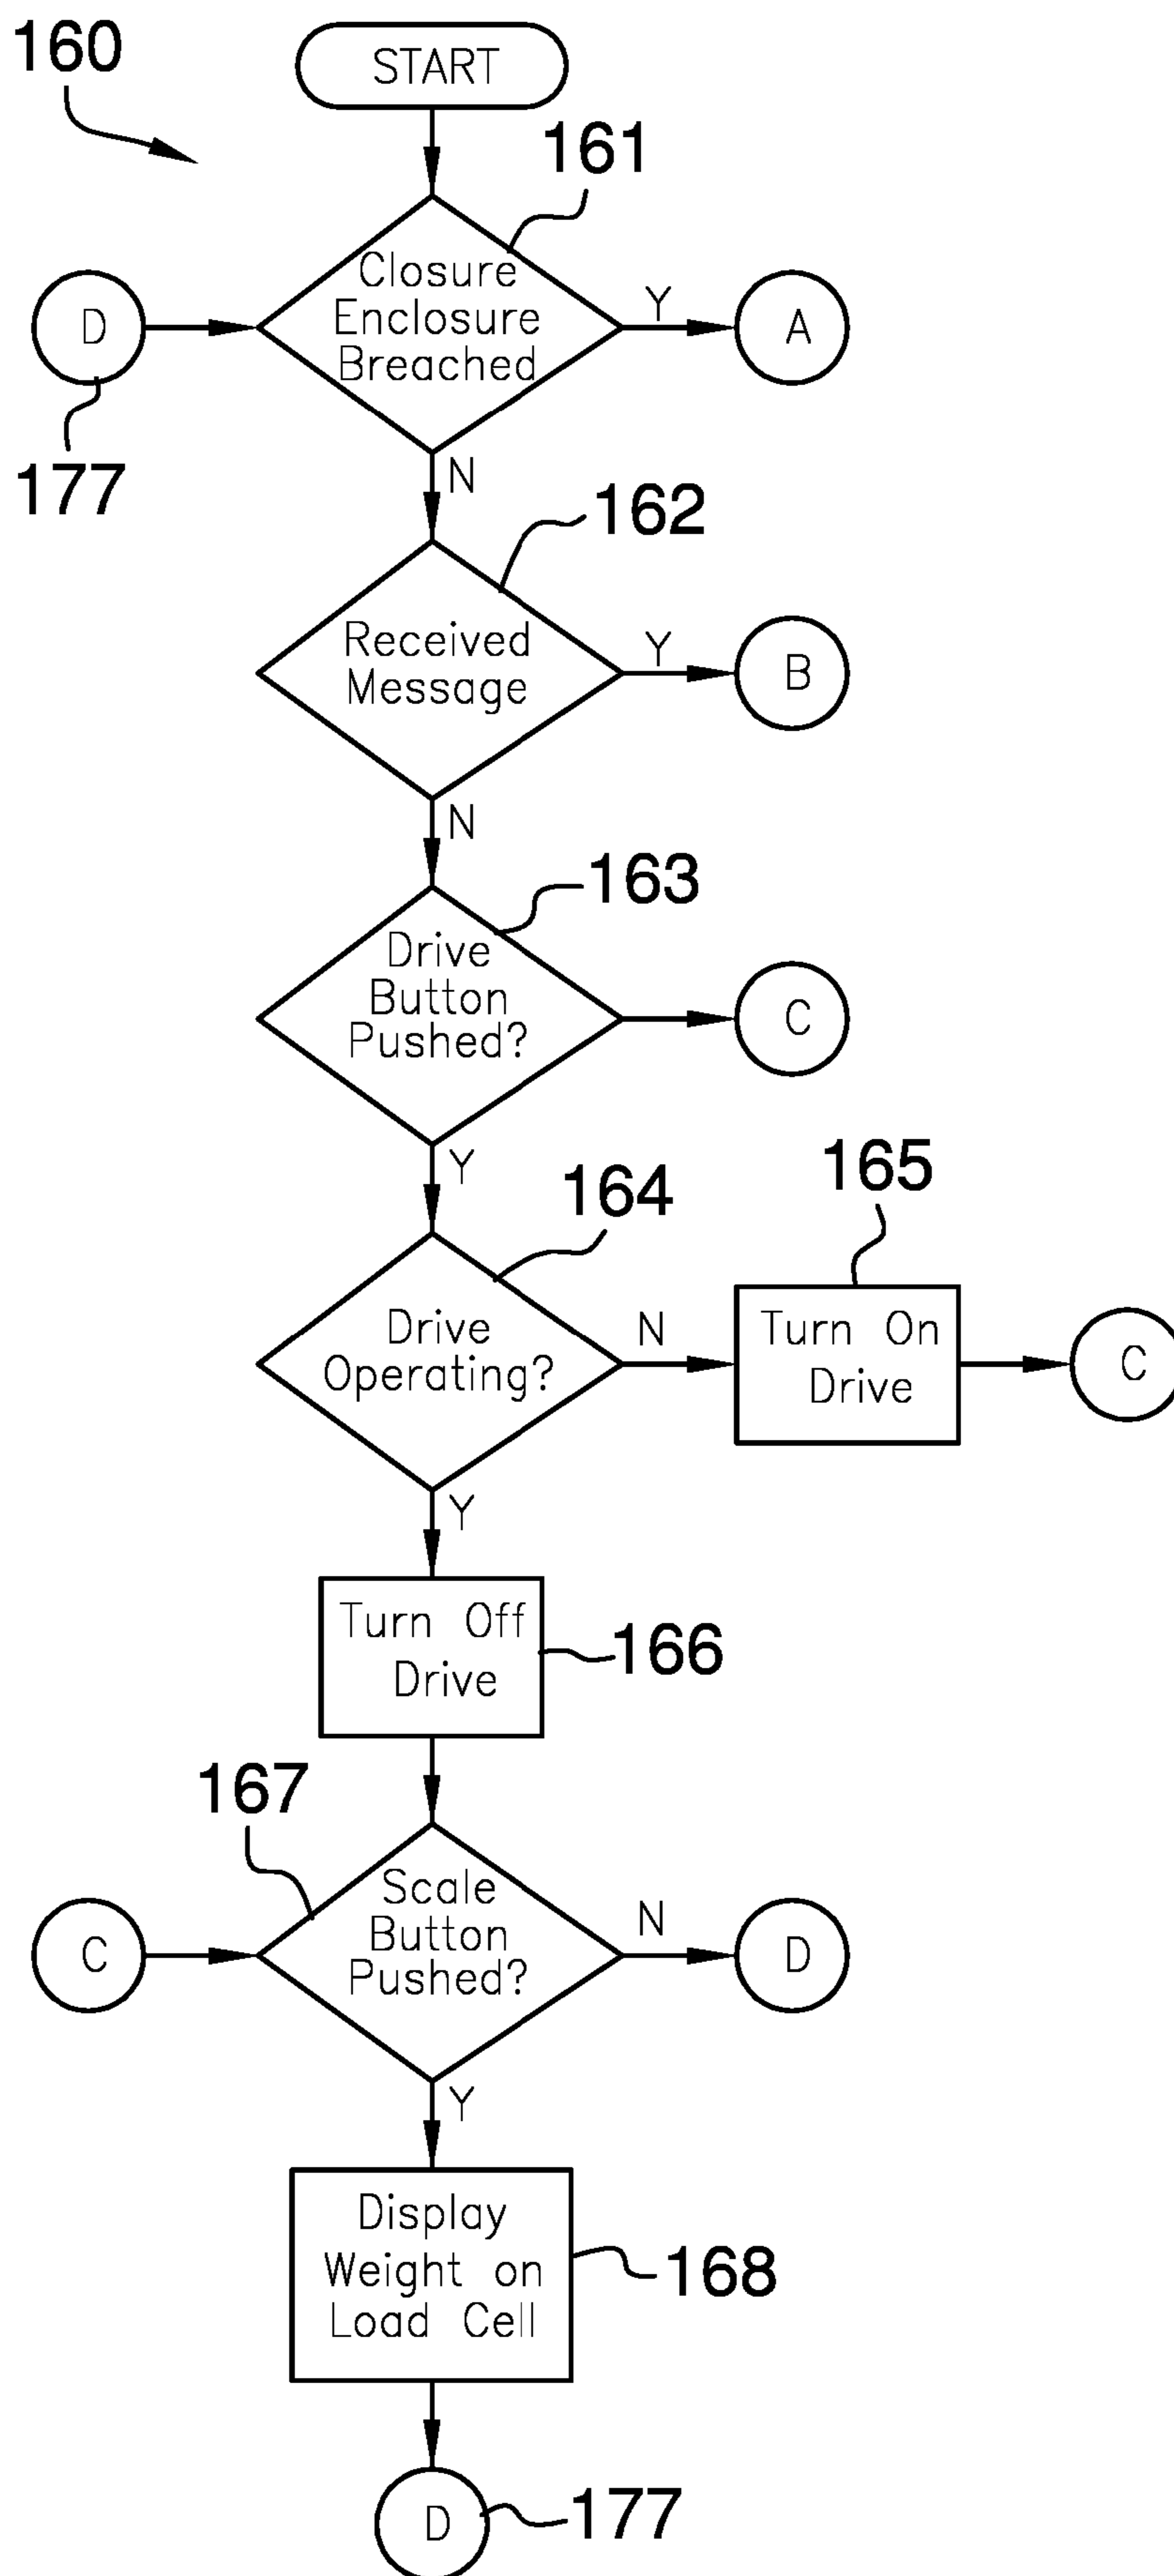 160
START
161
Closure
Enclosure
Breached
D
Y
A
177
N
162
Received
Message
Y
B
N
163
Drive
Button
Pushed?
C
Y
164
165
Drive
Operating?
N
Turn On
Drive
C
Y
Turn Off
Drive
166
167
Scale
Button
Pushed?
C
N
D
Y
Display
Weight on
Load Cell
168
D
177